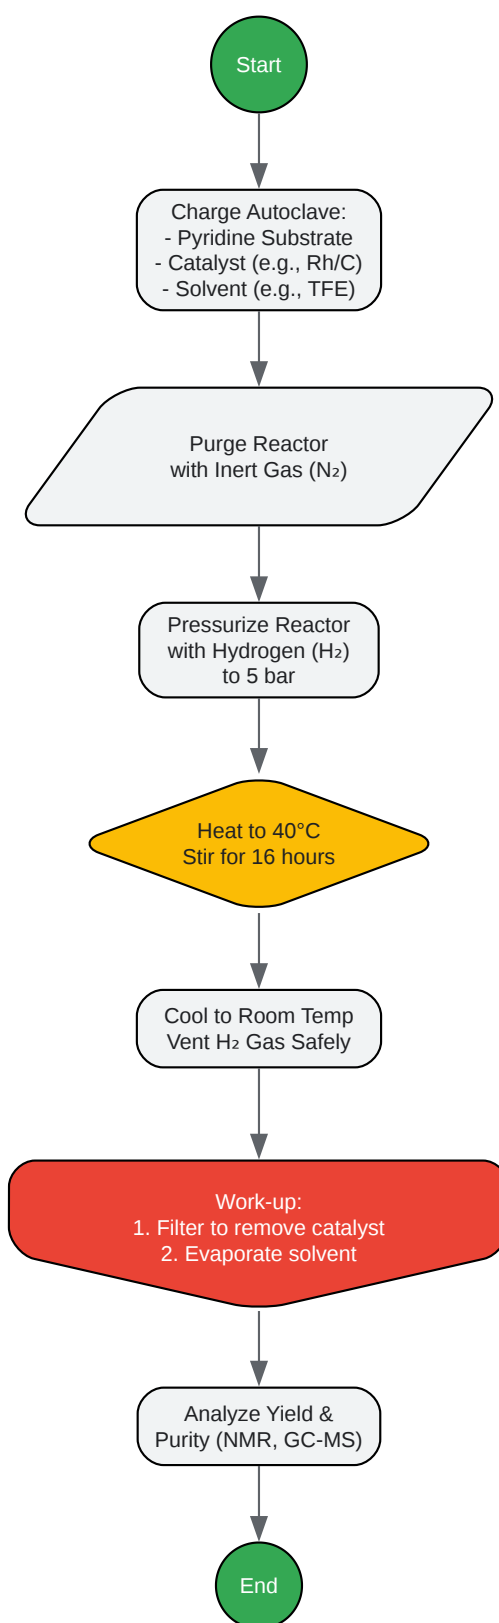 Start
Charge Autoclave:
- Pyridine Substrate
- Catalyst (e.g., Rh/C)
- Solvent (e.g., TFE)
Purge Reactor
with Inert Gas (N₂)
Pressurize Reactor
with Hydrogen (H₂)
to 5 bar
Heat to 40°C
Stir for 16 hours
Cool to Room Temp
Vent H₂ Gas Safely
Work-up:
1. Filter to remove catalyst
2. Evaporate solvent
Analyze Yield &
Purity (NMR, GC-MS)
End